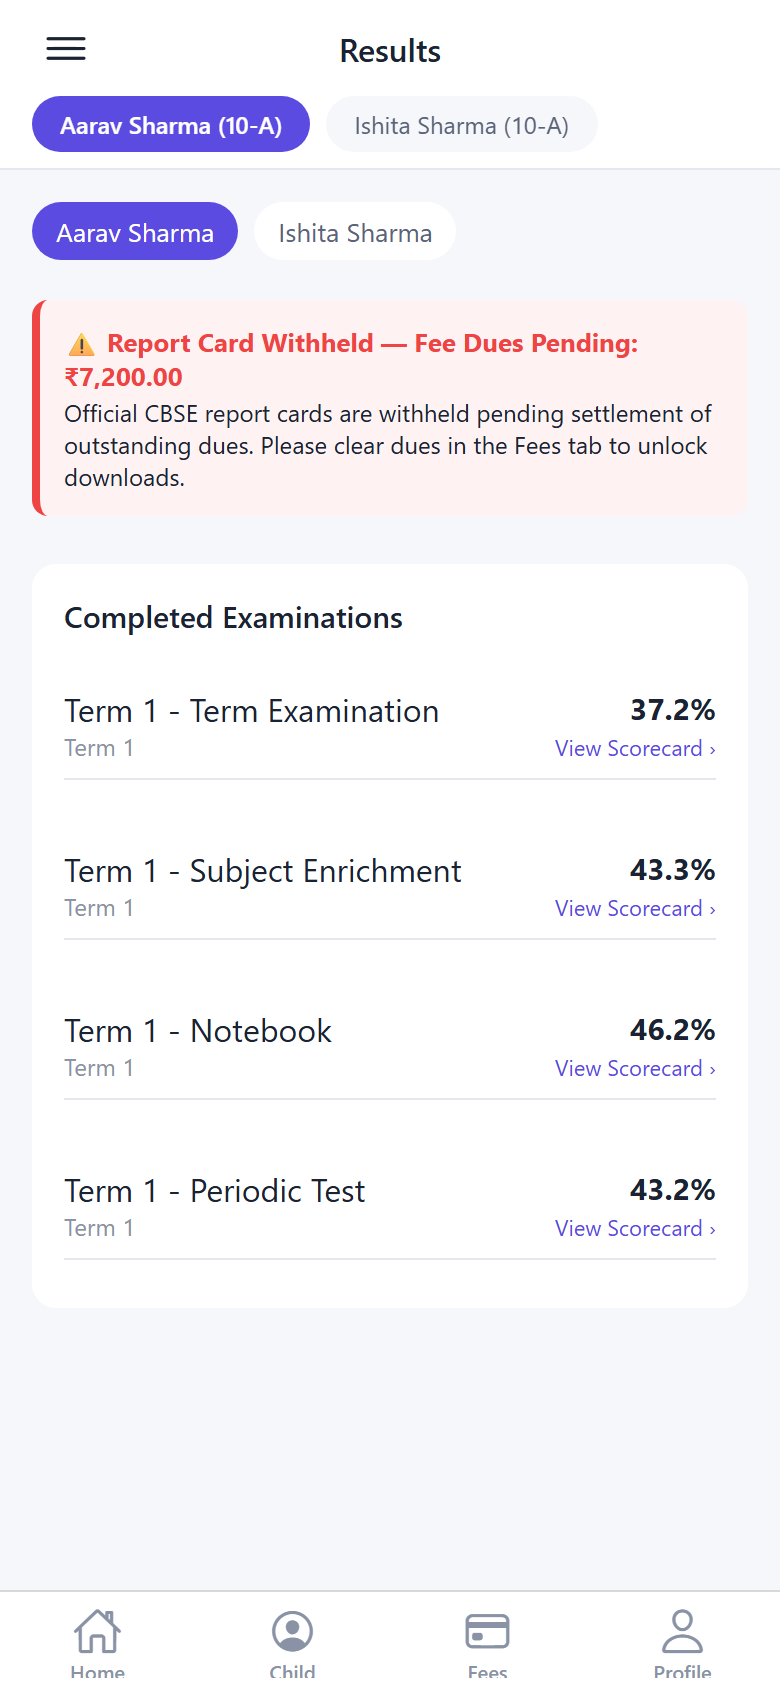 Results
Aarav Sharma (10-A)
Ishita Sharma (10-A)
Aarav Sharma
Ishita Sharma
⚠️ Report Card Withheld — Fee Dues Pending:
₹7,200.00
Official CBSE report cards are withheld pending settlement of
outstanding dues. Please clear dues in the Fees tab to unlock
downloads.
Completed Examinations
Term 1 - Term Examination
37.2%
Term 1
View Scorecard ›
Term 1 - Subject Enrichment
43.3%
Term 1
View Scorecard ›
Term 1 - Notebook
46.2%
Term 1
View Scorecard ›
Term 1 - Periodic Test
43.2%
Term 1
View Scorecard ›
Home
Child
Fees
Profile